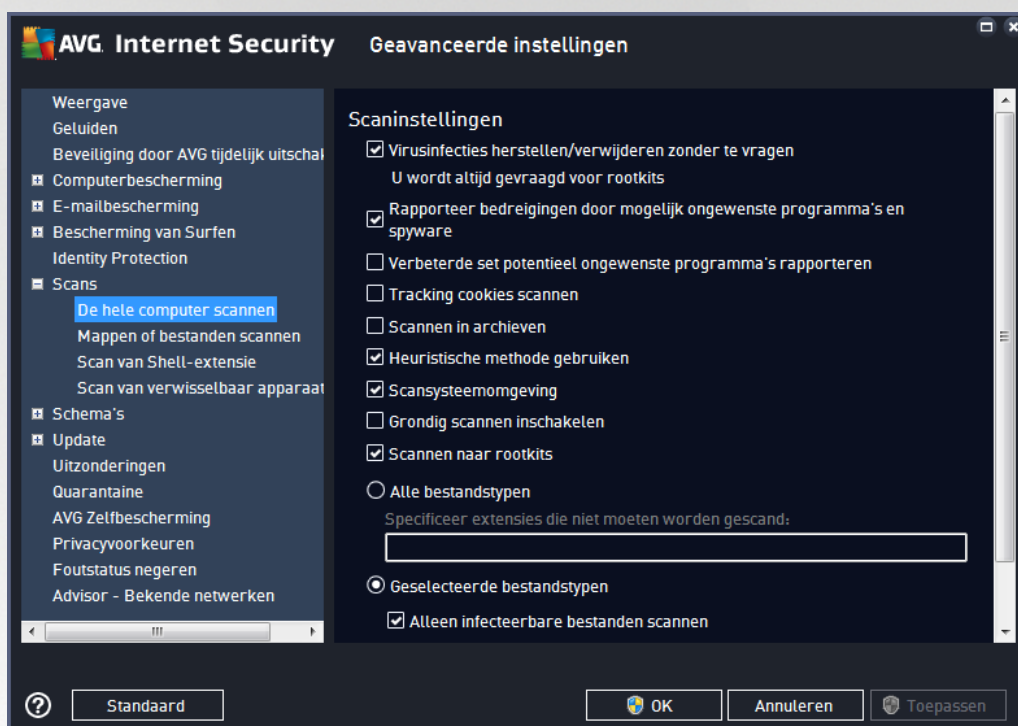 AVG. Internet Security
Geavanceerde instellingen
Weergave
Geluiden
Beveiliging door AVG tijdelijk uitschal
Computerbescherming
E-mailbescherming
Bescherming van Surfen
Identity Protection
Scans
De hele computer scannen
Mappen of bestanden scannen
Scan van Shell-extensie
Scan van verwisselbaar apparaat
Schema's
Update
Uitzonderingen
Quarantaine
AVG Zelfbescherming
Privacyvoorkeuren
Foutstatus negeren
Advisor - Bekende netwerken
Scaninstellingen
Virusinfecties herstellen/verwijderen zonder te vragen
U wordt altijd gevraagd voor rootkits
Rapporteer bedreigingen door mogelijk ongewenste programma's en
spyware
Verbeterde set potentieel ongewenste programma's rapporteren
Tracking cookies scannen
Scannen in archieven
Heuristische methode gebruiken
Scansysteemomgeving
Grondig scannen inschakelen
Scannen naar rootkits
Alle bestandstypen
Specificeer extensies die niet moeten worden gescand:
Geselecteerde bestandstypen
Alleen infecteerbare bestanden scannen
Standaard
OK
Annuleren
Toepassen